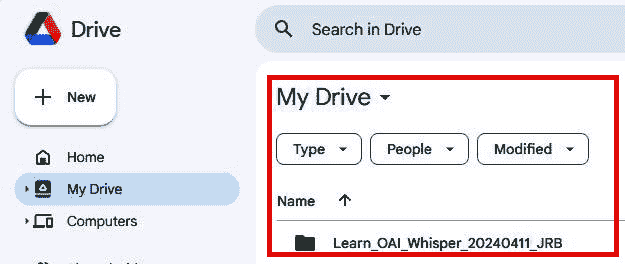 Drive
Search in Drive
New
Home
My Drive
Computers
My Drive
Type People Modified
Name
Learn_OAI_Whisper_20240411_JRB